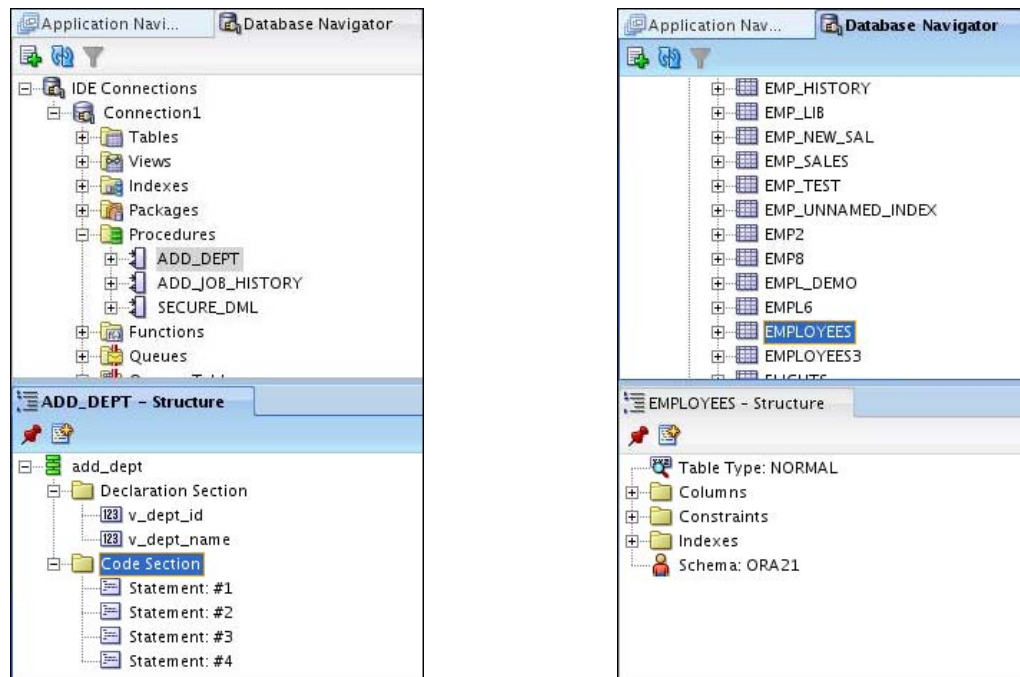 Application Navi...
Database Navigator
IDE Connections
Connection1
Tables
Views
Indexes
Packages
Procedures
ADD_DEPT
ADD_JOB_HISTORY
SECURE_DML
Functions
Queues
ADD_DEPT - Structure
add_dept
Declaration Section
123 v_dept_id
123 v_dept_name
Code Section
Statement: #1
Statement: #2
Statement: #3
Statement: #4
Application Nav...
Database Navigator
EMP_HISTORY
EMP_LIB
EMP_NEW_SAL
EMP_SALES
EMP_TEST
EMP_UNNAMED_INDEX
EMP2
EMP8
EMPL_DEMO
EMPL6
EMPLOYEES
EMPLOYEES3
EMPLOYEES - Structure
Table Type: NORMAL
Columns
Constraints
Indexes
Schema: ORA21